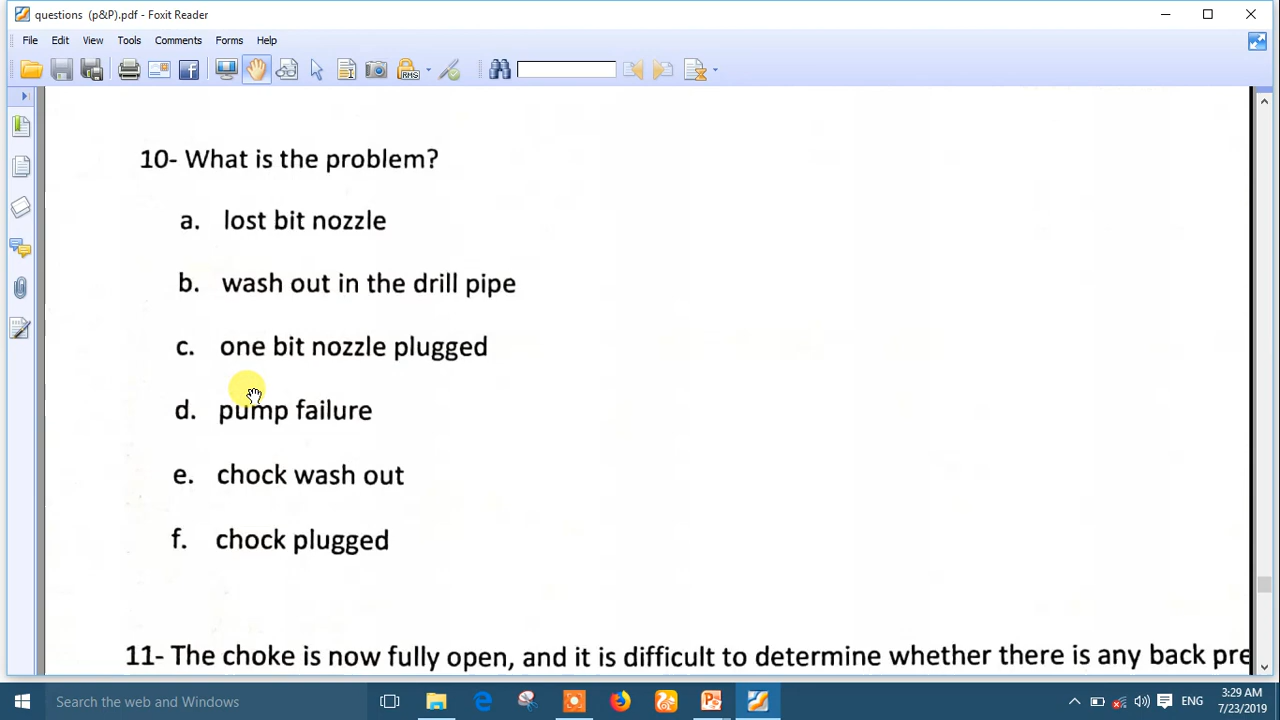 questions (p&P).pdf - Foxit Reader
File Edit View Tools Comments Forms Help
RMS
10- What is the problem?
a. lost bit nozzle
b. wash out in the drill pipe
c. one bit nozzle plugged
d. pump failure
e. chock wash out
f. chock plugged
11- The choke is now fully open, and it is difficult to determine whether there is any back pre
Search the web and Windows
ENG
3:29 AM
7/23/2019